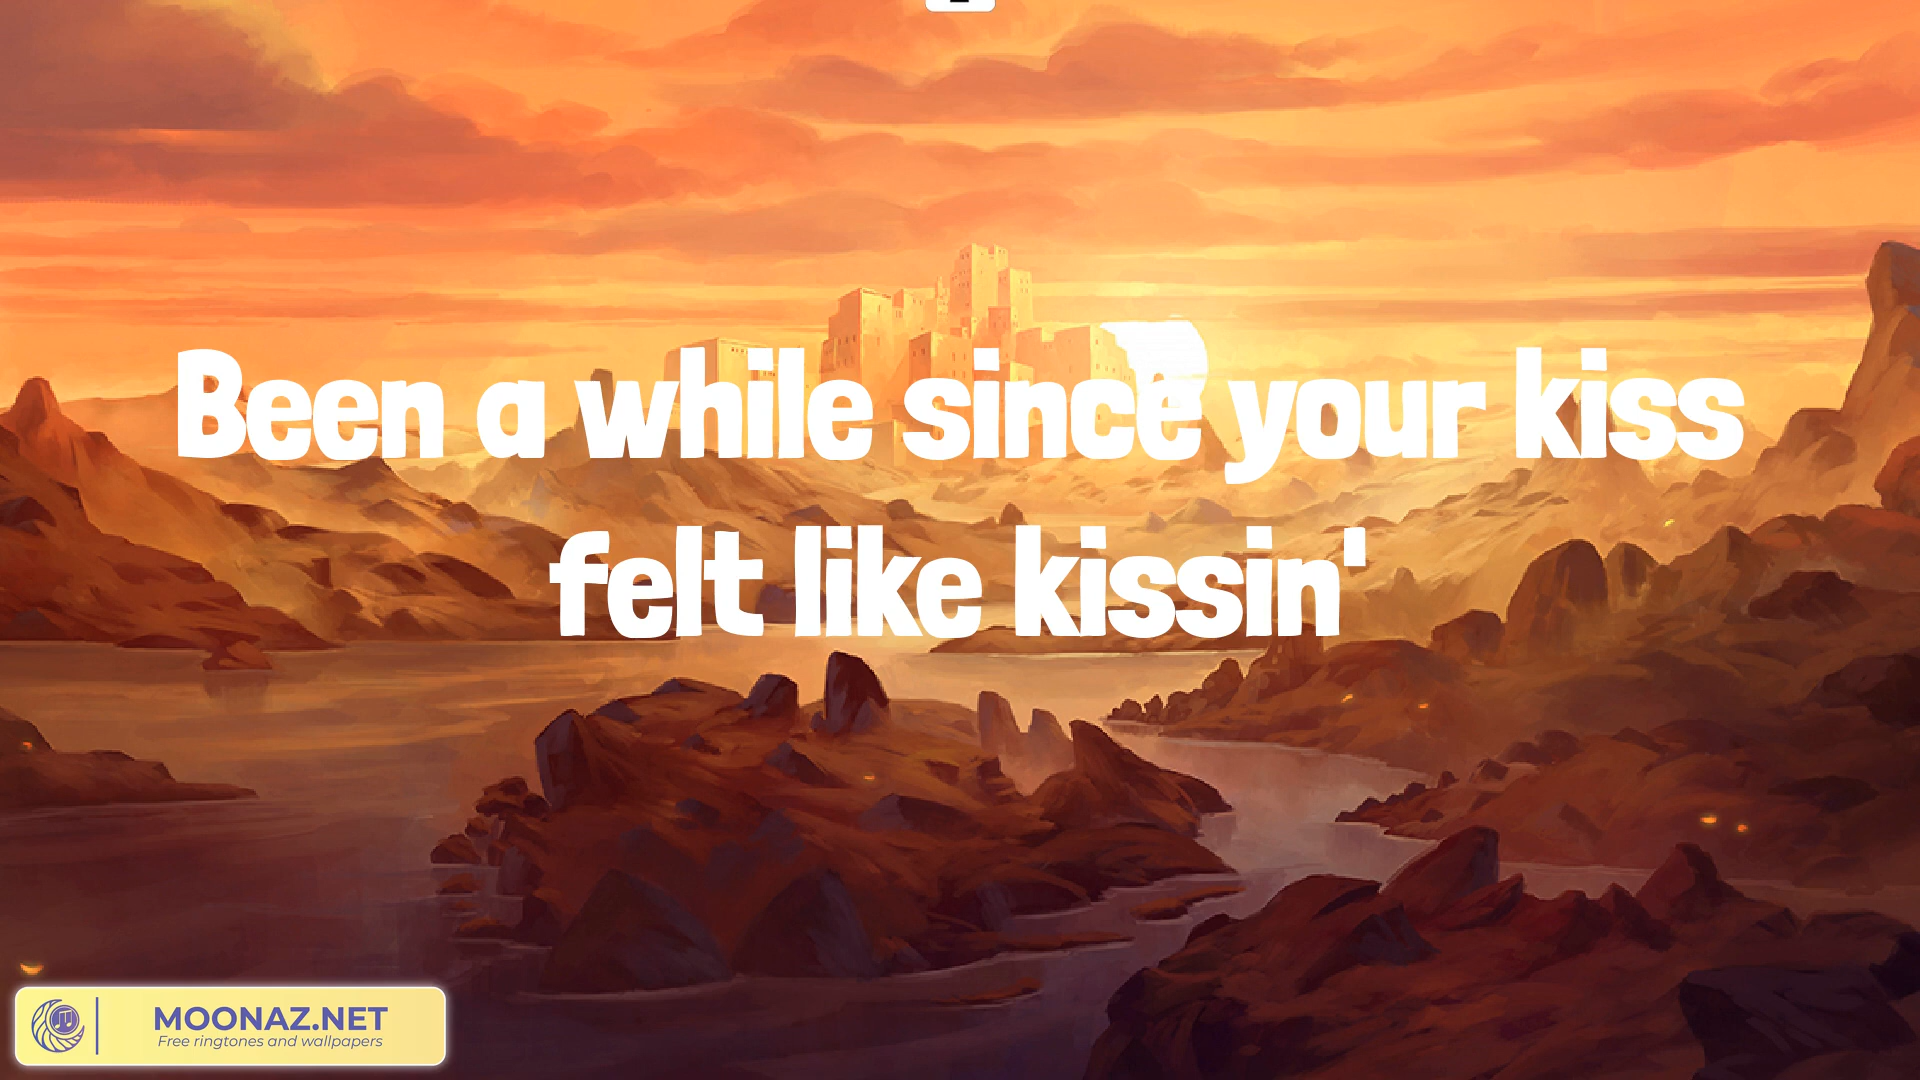 Been a while since your kiss
felt like kissin'
MOONAZ.NET
Free ringtones and wallpapers